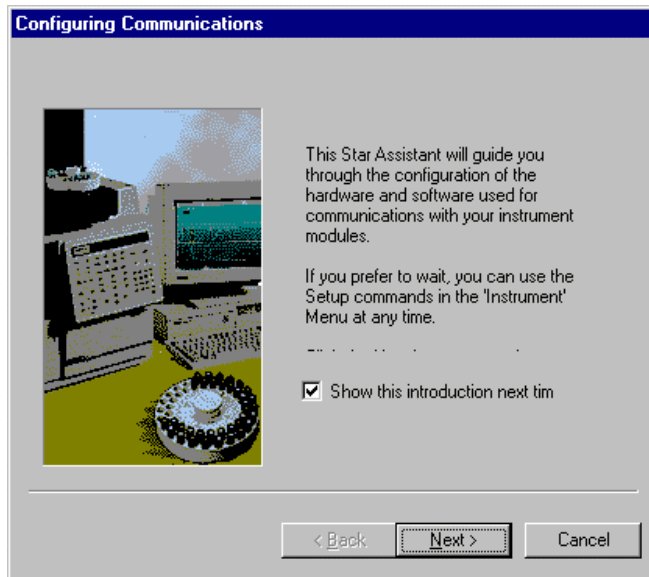 Configuring Communications
This Star Assistant will guide you
through the configuration of the
hardware and software used for
communications with your instrument
modules.
If you prefer to wait, you can use the
Setup commands in the 'Instrument'
Menu at any time.
Show this introduction next tim
< Back
Next >
Cancel